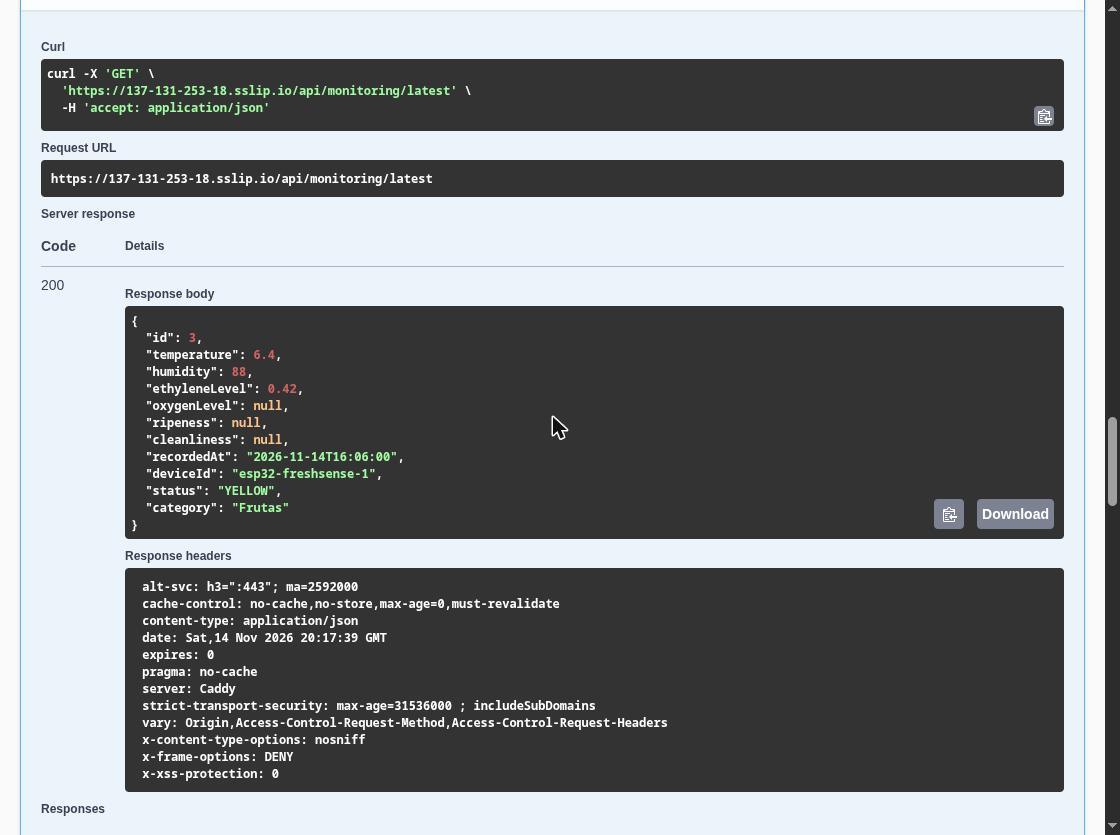 Curl
curl -X 'GET' \
  'https://137-131-253-18.sslip.io/api/monitoring/latest' \
  -H 'accept: application/json'
Request URL
https://137-131-253-18.sslip.io/api/monitoring/latest
Server response
Code Details
200
Response body
{
  "id": 3,
  "temperature": 6.4,
  "humidity": 88,
  "ethyleneLevel": 0.42,
  "oxygenLevel": null,
  "ripeness": null,
  "cleanliness": null,
  "recordedAt": "2026-11-14T16:06:00",
  "deviceId": "esp32-freshsense-1",
  "status": "YELLOW",
  "category": "Frutas"
}
Download
Response headers
alt-svc: h3=":443"; ma=2592000
cache-control: no-cache,no-store,max-age=0,must-revalidate
content-type: application/json
date: Sat,14 Nov 2026 20:17:39 GMT
expires: 0
pragma: no-cache
server: Caddy
strict-transport-security: max-age=31536000 ; includeSubDomains
vary: Origin,Access-Control-Request-Method,Access-Control-Request-Headers
x-content-type-options: nosniff
x-frame-options: DENY
x-xss-protection: 0
Responses